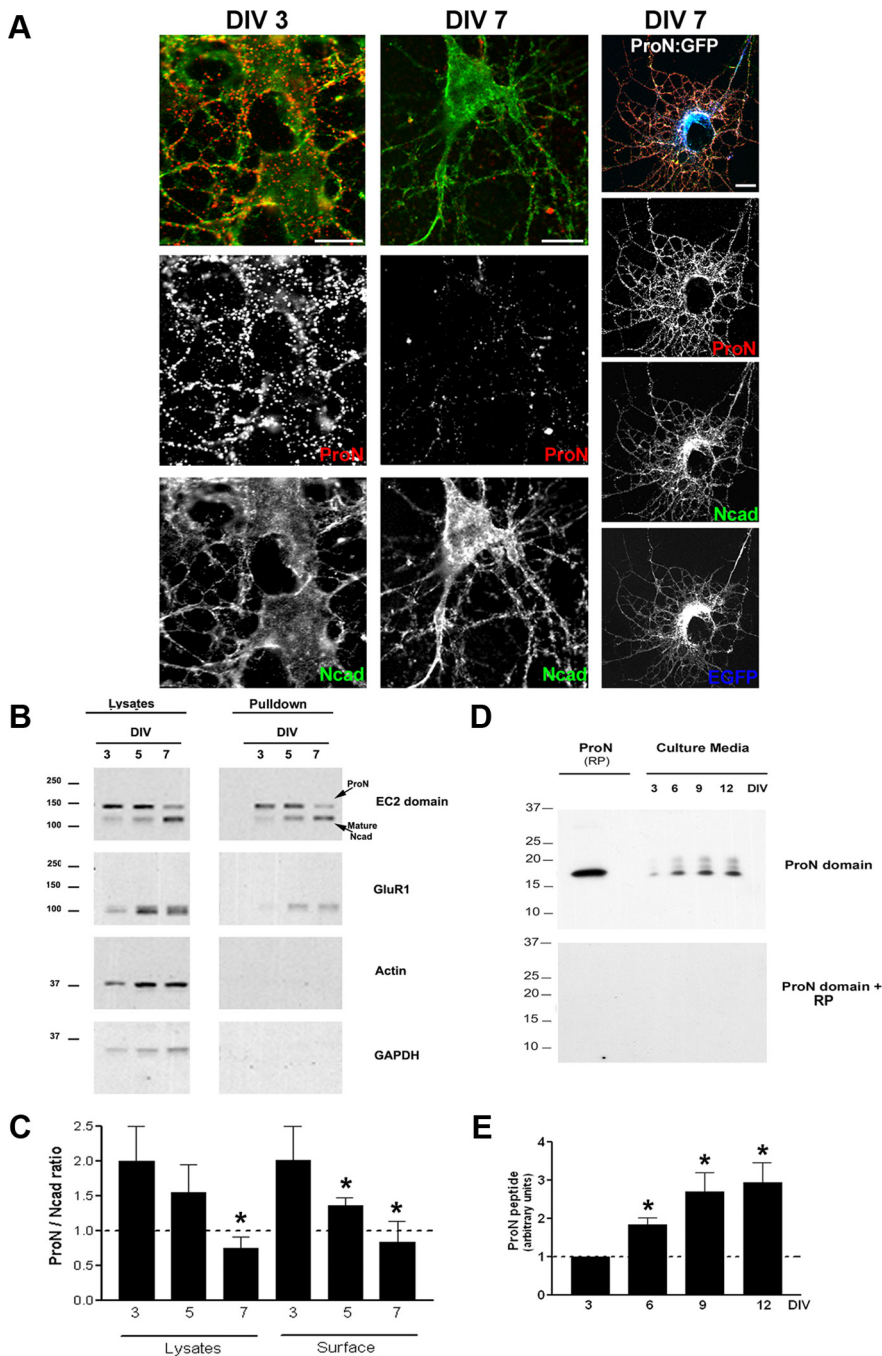 A
DIV 3
DIV 7
DIV 7
ProN:GFP
ProN
ProN
ProN
Ncad
Ncad
Ncad
EGFP
B
Lysates
Pulldown
DIV
DIV
3 5 7
3 5 7
250
150
100
ProN
EC2 domain
Mature
Ncad
250
150
100
GluR1
37
Actin
37
GAPDH
D
ProN
(RP)
Culture Media
3 6 9 12 DIV
37
25
20
15
10
ProN domain
37
25
20
15
10
ProN domain +
RP
C
ProN / Ncad ratio
2.5
2.0
1.5
1.0
0.5
0.0
*
*
*
3 5 7 3 5 7
Lysates
Surface
E
ProN peptide
(arbitrary units)
4
3
2
1
0
*
*
*
3 6 9 12 DIV